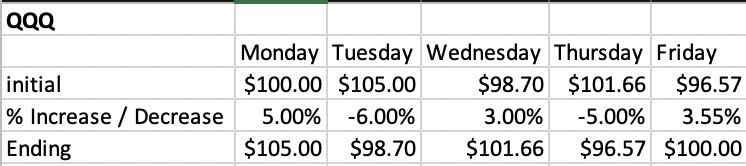 QQQ
Monday Tuesday Wednesday Thursday Friday
initial $100.00 $105.00 $98.70 $101.66 $96.57
% Increase / Decrease 5.00% -6.00% 3.00% -5.00% 3.55%
Ending $105.00 $98.70 $101.66 $96.57 $100.00